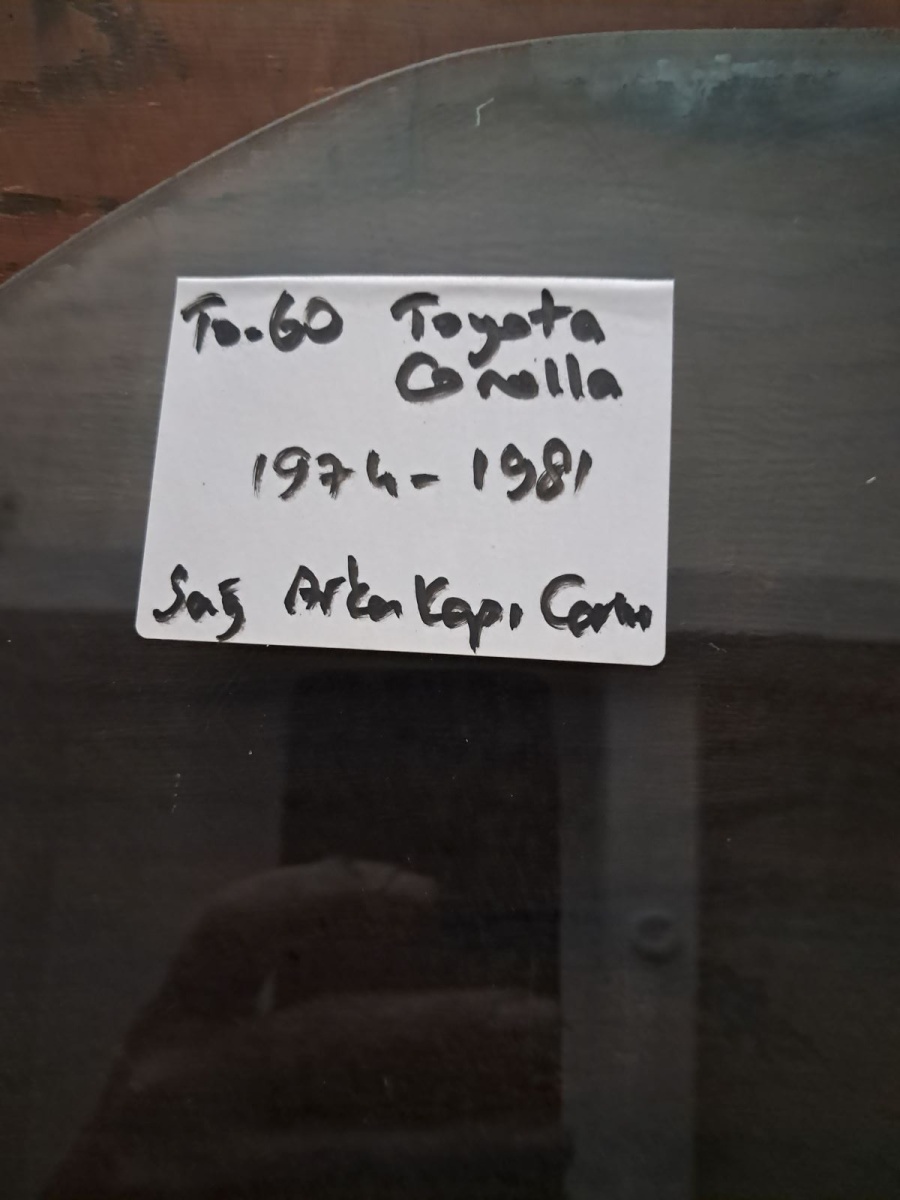 To.60 Toyota
Corolla
1974-1981
Sağ Arka Kapı Camı